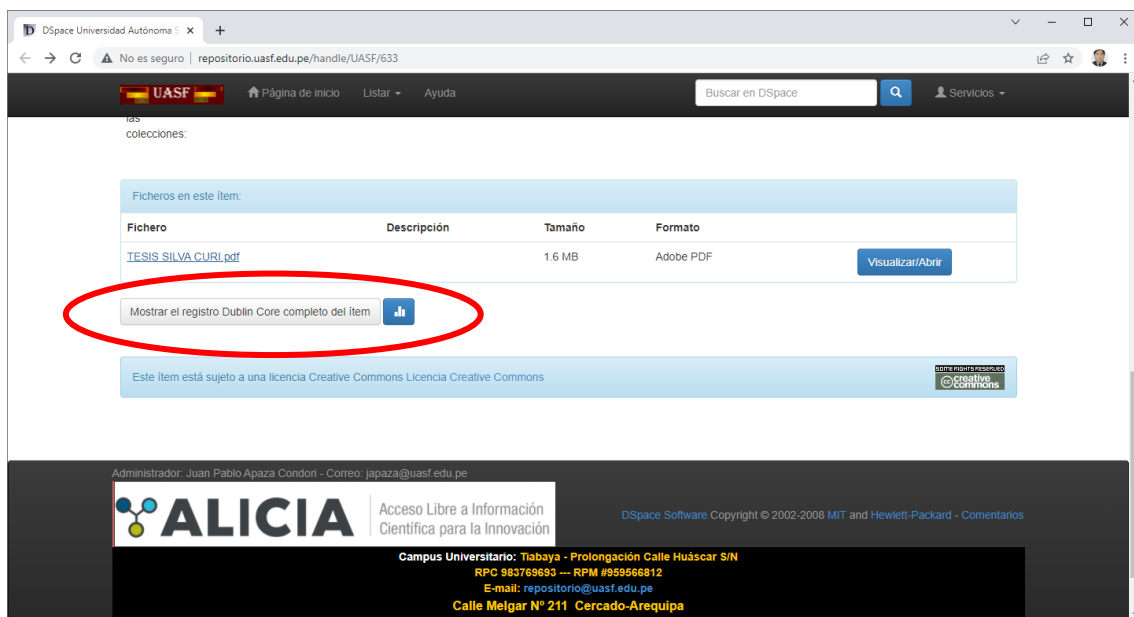 DSpace Universidad Autónoma S
No es seguro | repositorio.uasf.edu.pe/handle/UASF/633
UASF Página de inicio Listar Ayuda Buscar en DSpace Servicios
las
colecciones:
Ficheros en este ítem:
Fichero Descripción Tamaño Formato
TESIS SILVA CURI.pdf 1.6 MB Adobe PDF Visualizar/Abrir
Mostrar el registro Dublin Core completo del ítem
Este ítem está sujeto a una licencia Creative Commons Licencia Creative Commons
SOME RIGHTS RESERVED
cc creative commons
Administrador: Juan Pablo Apaza Condori - Correo: japaza@uasf.edu.pe
ALICIA
Acceso Libre a Información
Científica para la Innovación
DSpace Software Copyright © 2002-2008 MIT and Hewlett-Packard - Comentarios
Campus Universitario: Tiabaya - Prolongación Calle Huáscar S/N
RPC 983769693 --- RPM #959566812
E-mail: repositorio@uasf.edu.pe
Calle Melgar Nº 211 Cercado-Arequipa